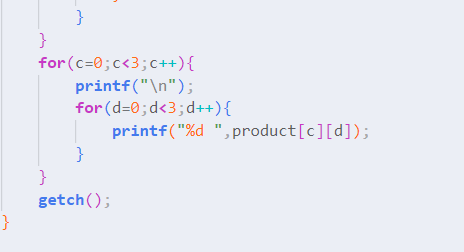 }
}
for(c=0;c<3;c++){
printf("\n");
for(d=0;d<3;d++){
printf("%d ",product[c][d]);
}
}
getch();
}